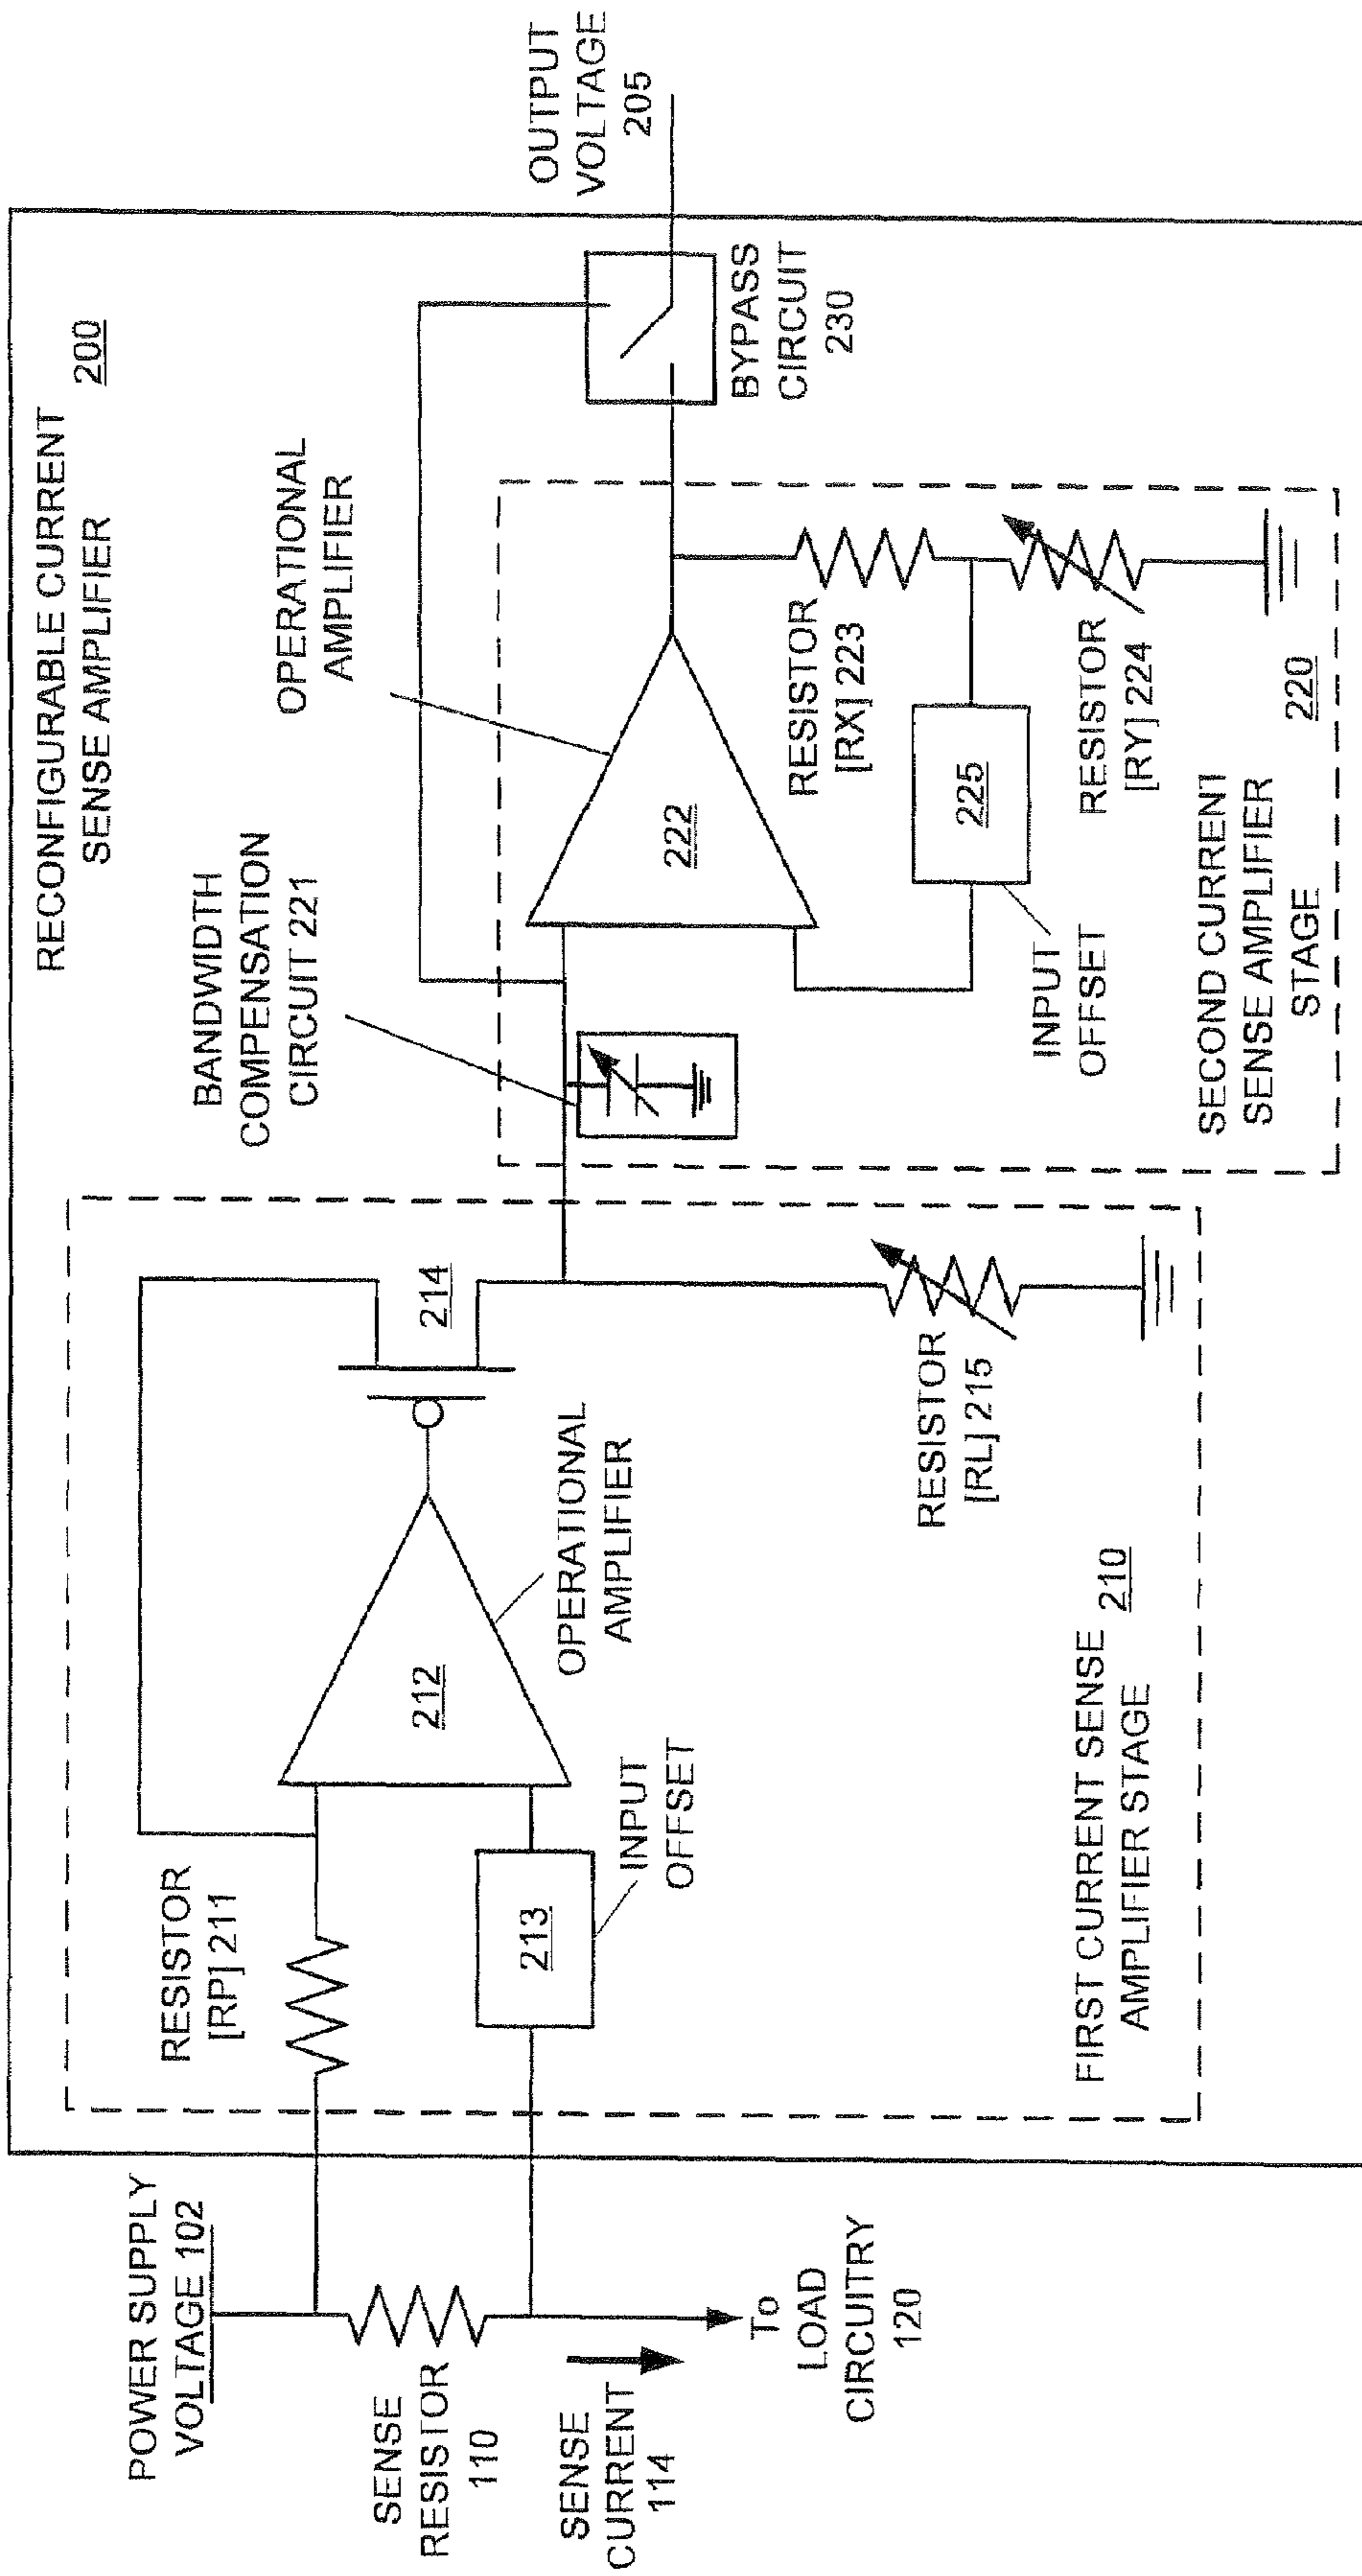 RECONFIGURABLE CURRENT
SENSE AMPLIFIER
200
POWER SUPPLY
VOLTAGE 102
SENSE
RESISTOR
110
SENSE
CURRENT
114
To
LOAD
CIRCUITRY
120
RESISTOR
[RP] 211
212
213
INPUT
OFFSET
OPERATIONAL
AMPLIFIER
214
RESISTOR
[RL] 215
FIRST CURRENT SENSE
AMPLIFIER STAGE
210
BANDWIDTH
COMPENSATION
CIRCUIT 221
OPERATIONAL
AMPLIFIER
222
RESISTOR
[RX] 223
225
INPUT
OFFSET
RESISTOR
[RY] 224
SECOND CURRENT
SENSE AMPLIFIER
STAGE
220
BYPASS
CIRCUIT
230
OUTPUT
VOLTAGE
205